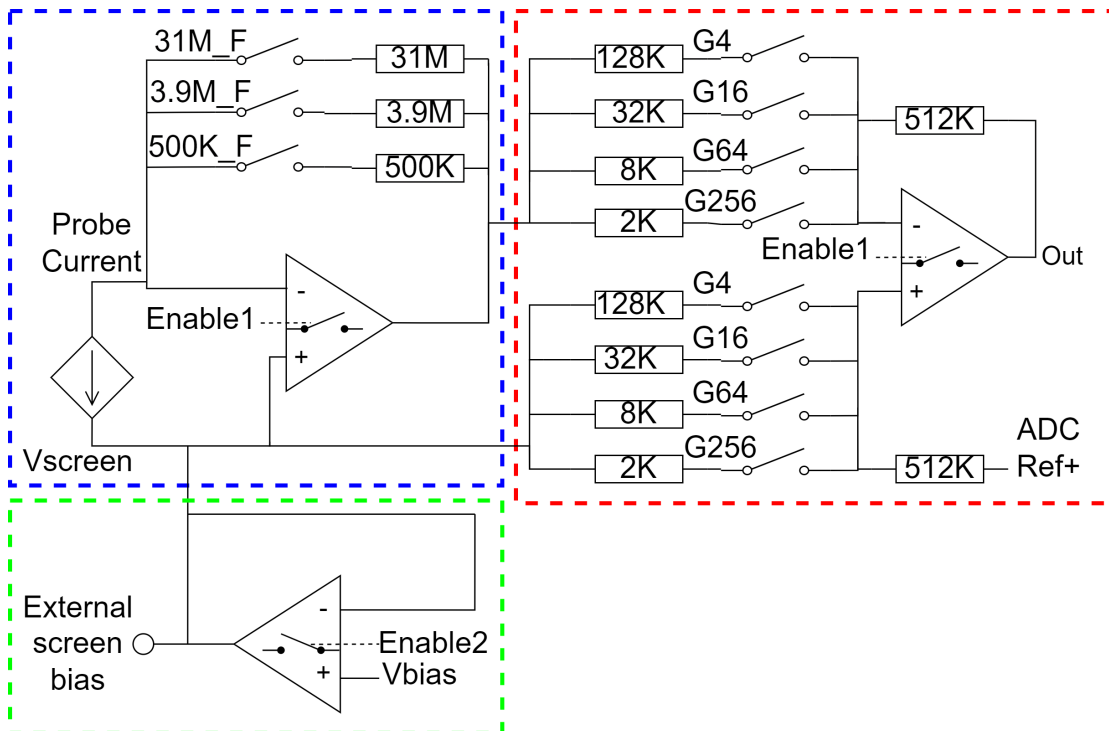 31M_F
31M
3.9M_F
3.9M
500K_F
500K
Probe
Current
-
Enable1
+
Vscreen
128K
G4
32K
G16
8K
G64
2K
G256
512K
Enable1
-
+
Out
128K
G4
32K
G16
8K
G64
2K
G256
512K
ADC
Ref+
External
screen
bias
-
Enable2
+
Vbias